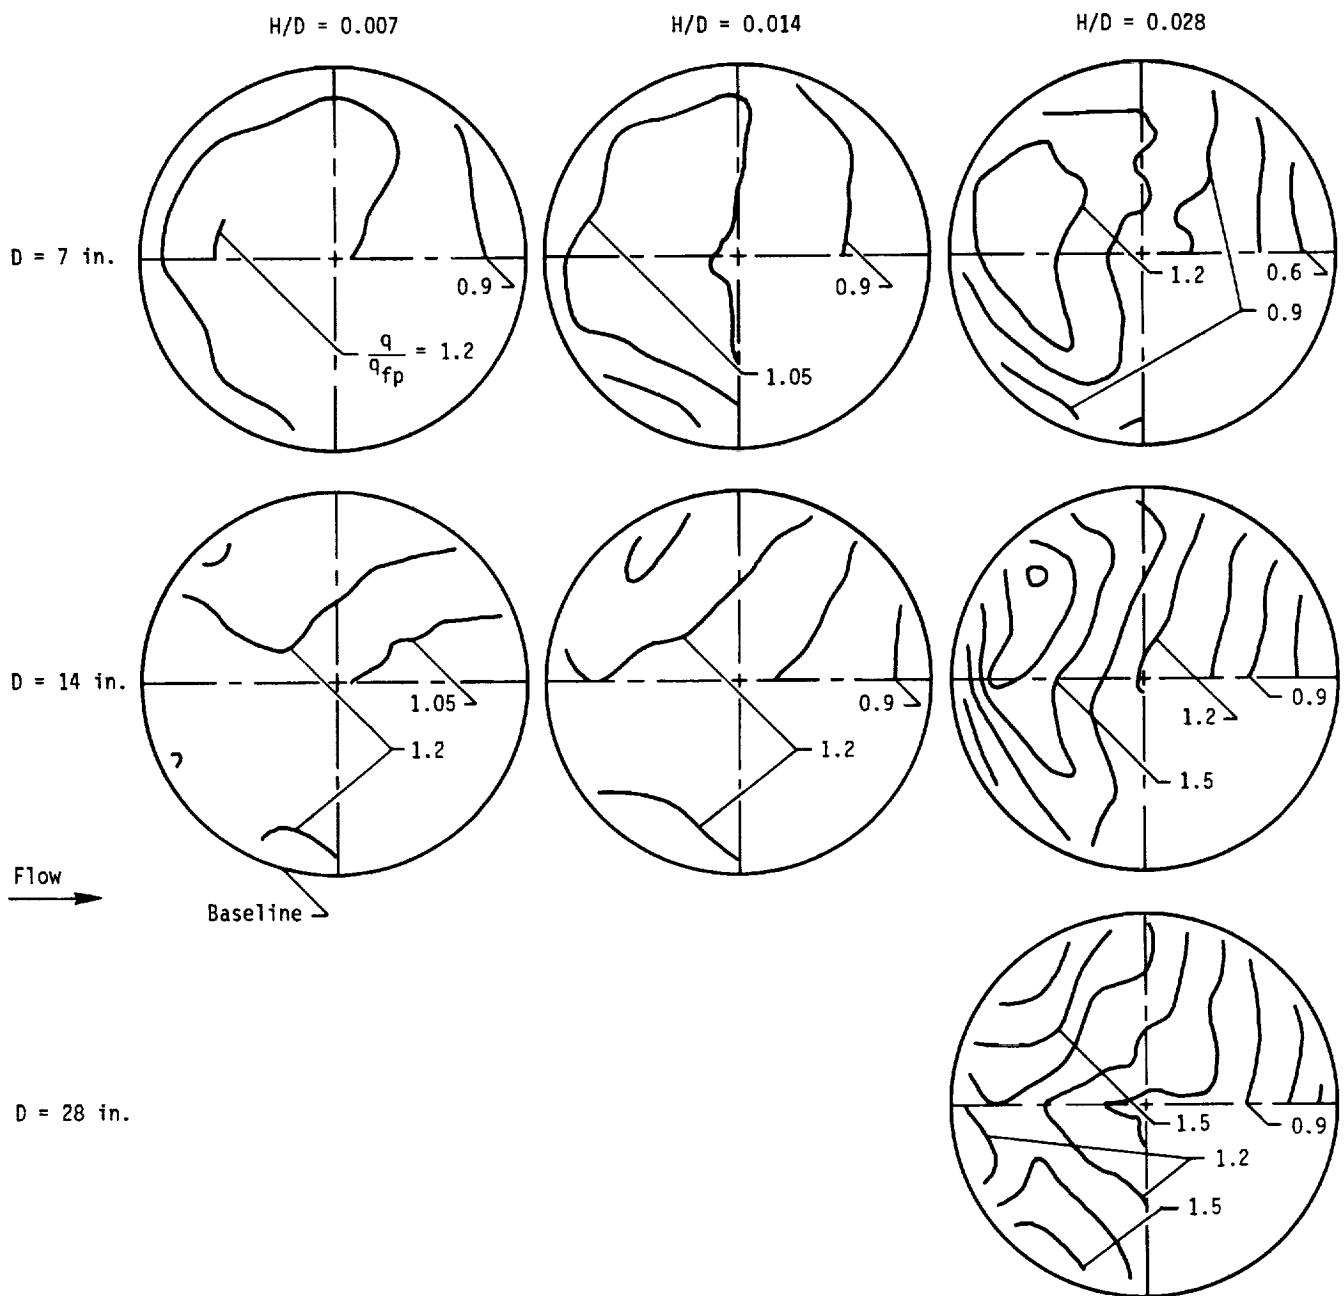 H/D = 0.007
H/D = 0.014
H/D = 0.028
D = 7 in.
0.9
q/q_fp = 1.2
0.9
1.05
1.2
0.6
0.9
D = 14 in.
1.05
1.2
0.9
1.2
1.2
0.9
1.5
Flow
Baseline
D = 28 in.
1.5
0.9
1.2
1.5